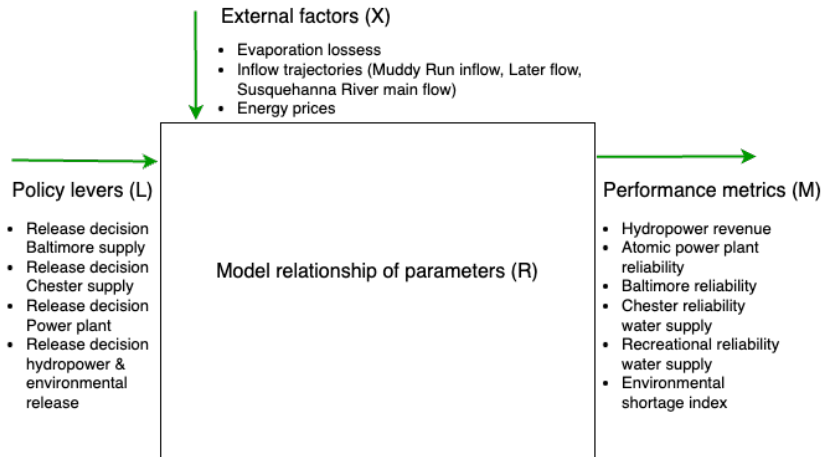 External factors (X)
• Evaporation lossess
• Inflow trajectories (Muddy Run inflow, Later flow,
Susquehanna River main flow)
• Energy prices
Policy levers (L)
• Release decision
Baltimore supply
• Release decision
Chester supply
• Release decision
Power plant
• Release decision
hydropower &
environmental
release
Model relationship of parameters (R)
Performance metrics (M)
• Hydropower revenue
• Atomic power plant
reliability
• Baltimore reliability
• Chester reliability
water supply
• Recreational reliability
water supply
• Environmental
shortage index